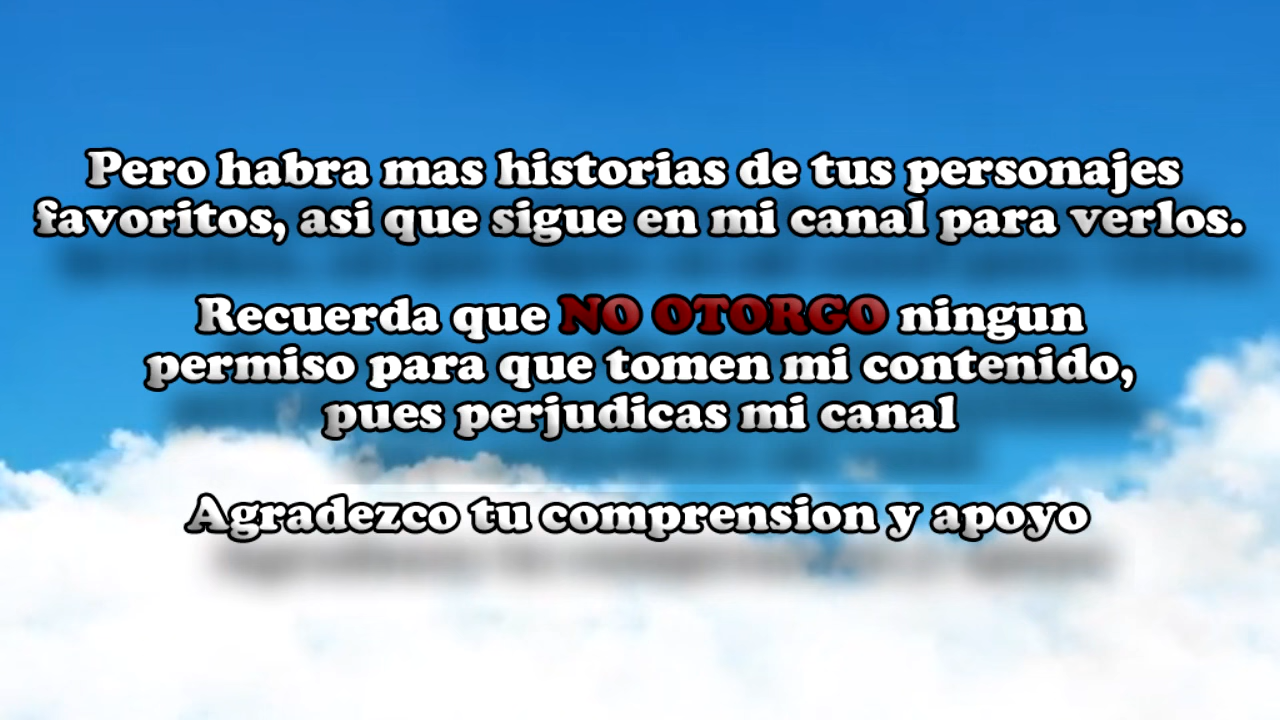 Pero habra mas historias de tus personajes
favoritos, asi que sigue en mi canal para verlos.
Recuerda que NO OTORGO ningun
permiso para que tomen mi contenido,
pues perjudicas mi canal
Agradezco tu comprension y apoyo